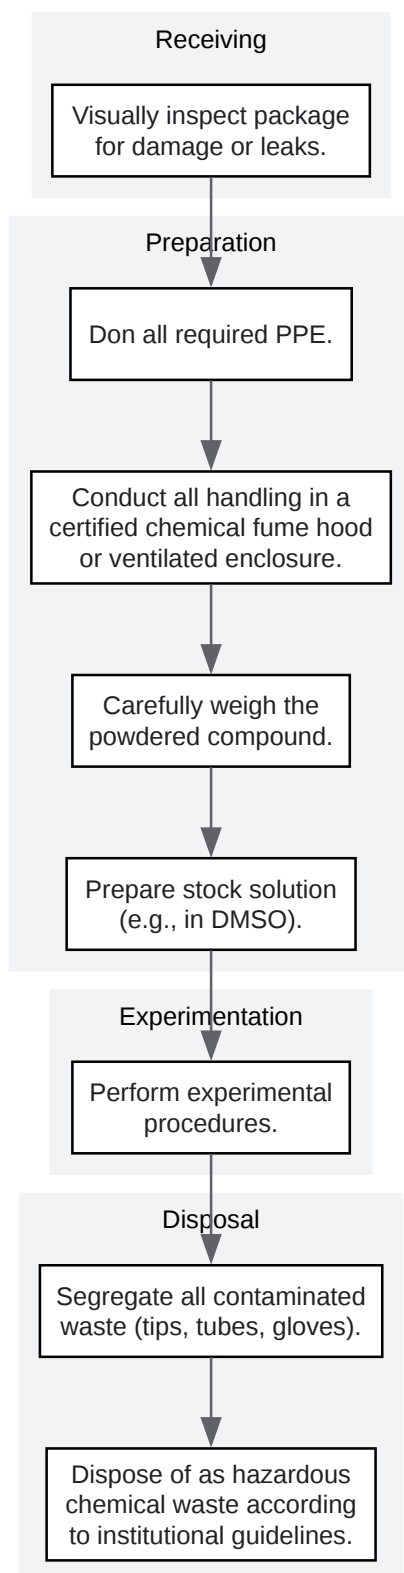 Receiving
Visually inspect package
for damage or leaks.
Preparation
Don all required PPE.
Conduct all handling in a
certified chemical fume hood
or ventilated enclosure.
Carefully weigh the
powdered compound.
Prepare stock solution
(e.g., in DMSO).
Experimentation
Perform experimental
procedures.
Disposal
Segregate all contaminated
waste (tips, tubes, gloves).
Dispose of as hazardous
chemical waste according
to institutional guidelines.